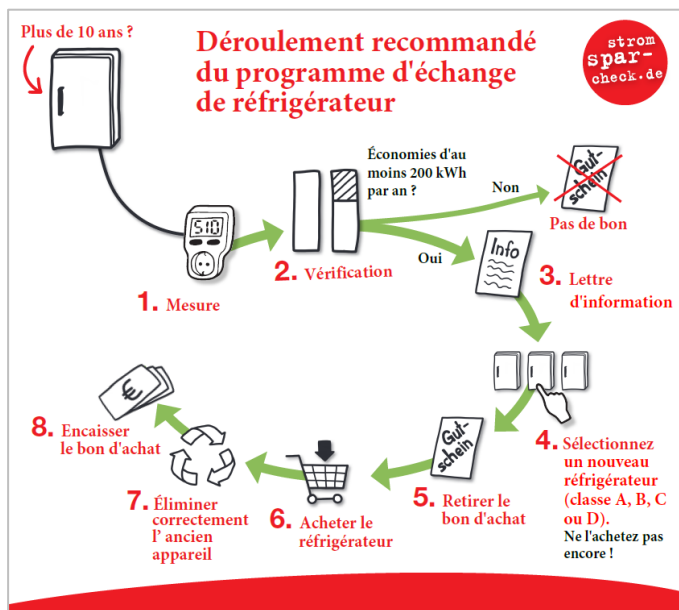 Plus de 10 ans ?
Déroulement recommandé
du programme d'échange
de réfrigérateur
strom
spar-
check.de
Économies d'au
moins 200 kWh
par an ?
Non
Gut-
schein
Pas de bon
Oui
510
1. Mesure
2. Vérification
Info
3. Lettre
d'information
4. Sélectionnez
un nouveau
réfrigérateur
(classe A, B, C
ou D).
Ne l'achetez pas
encore !
Gut-
schein
5. Retirer le
bon d'achat
6. Acheter le
réfrigérateur
7. Éliminer
correctement
l' ancien
appareil
€
8. Encaisser
le bon d'achat